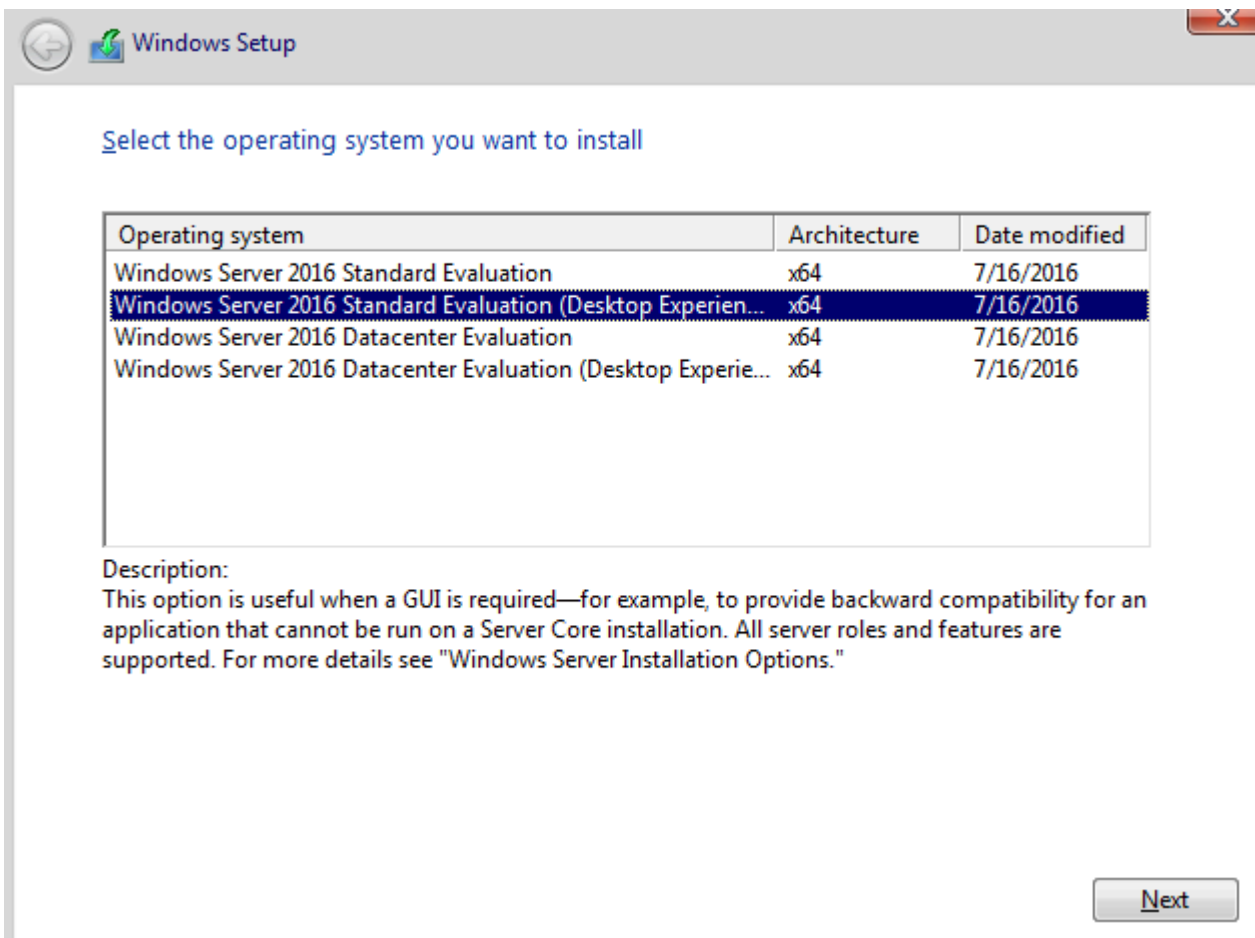 Windows Setup
Select the operating system you want to install
Operating system Architecture Date modified
Windows Server 2016 Standard Evaluation x64 7/16/2016
Windows Server 2016 Standard Evaluation (Desktop Experien... x64 7/16/2016
Windows Server 2016 Datacenter Evaluation x64 7/16/2016
Windows Server 2016 Datacenter Evaluation (Desktop Experie... x64 7/16/2016
Description:
This option is useful when a GUI is required—for example, to provide backward compatibility for an
application that cannot be run on a Server Core installation. All server roles and features are
supported. For more details see "Windows Server Installation Options."
Next